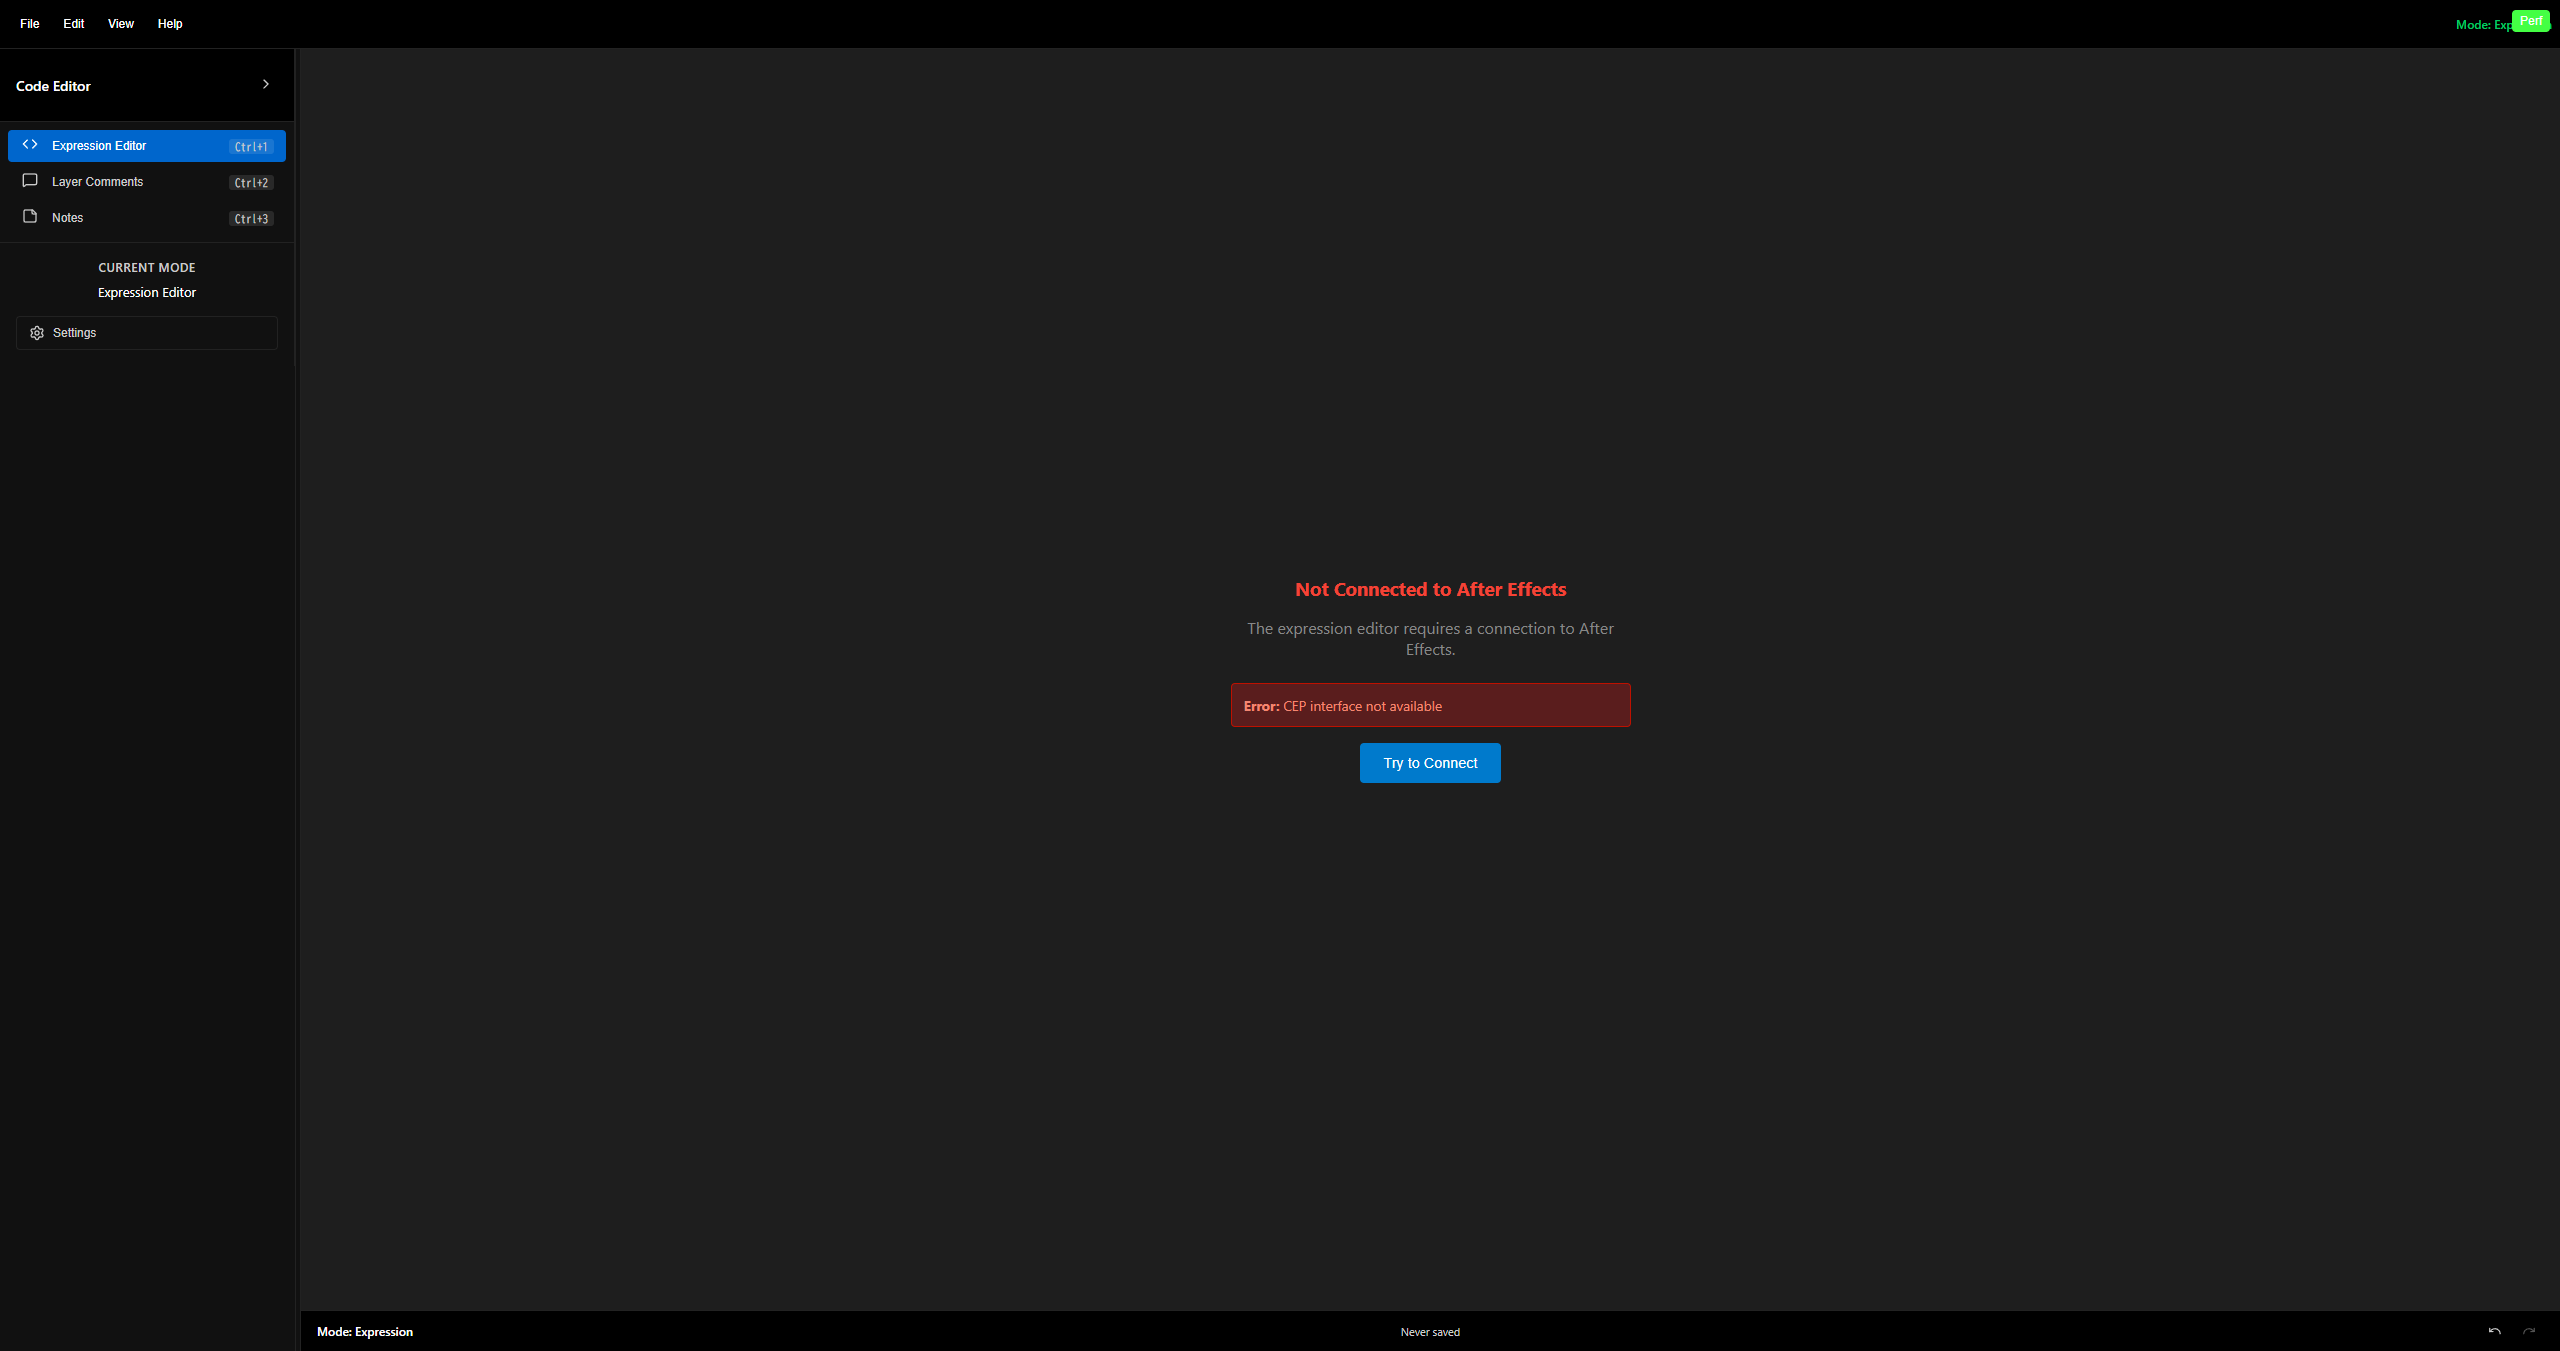 File Edit View Help
Mode: Exp
Perf
Code Editor
Expression Editor Ctrl+1
Layer Comments Ctrl+2
Notes Ctrl+3
CURRENT MODE
Expression Editor
Settings
Not Connected to After Effects
The expression editor requires a connection to After
Effects.
Error: CEP interface not available
Try to Connect
Mode: Expression
Never saved